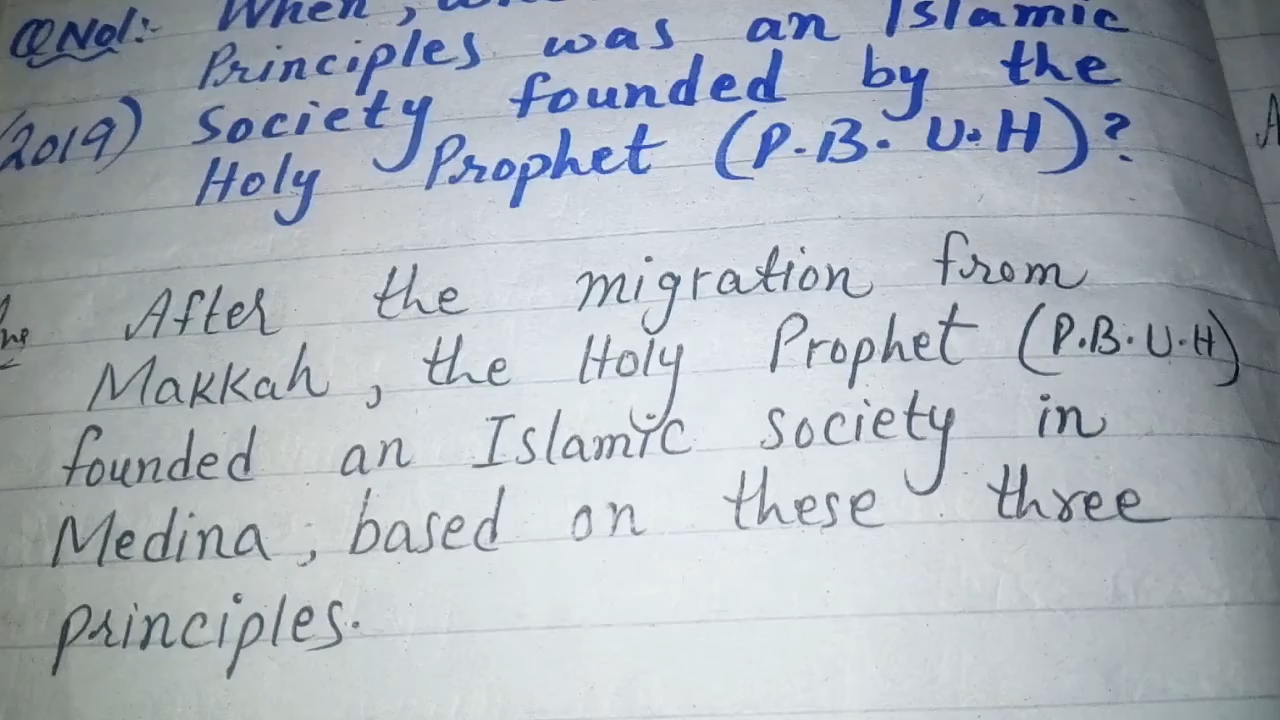 Q No1:- When,
Principles was an Islamic
(2019) Society founded by the
Holy Prophet (P.B.U.H)?
After the migration from
Makkah, the Holy Prophet (P.B.U.H)
founded an Islamic society in
Medina, based on these three
principles.